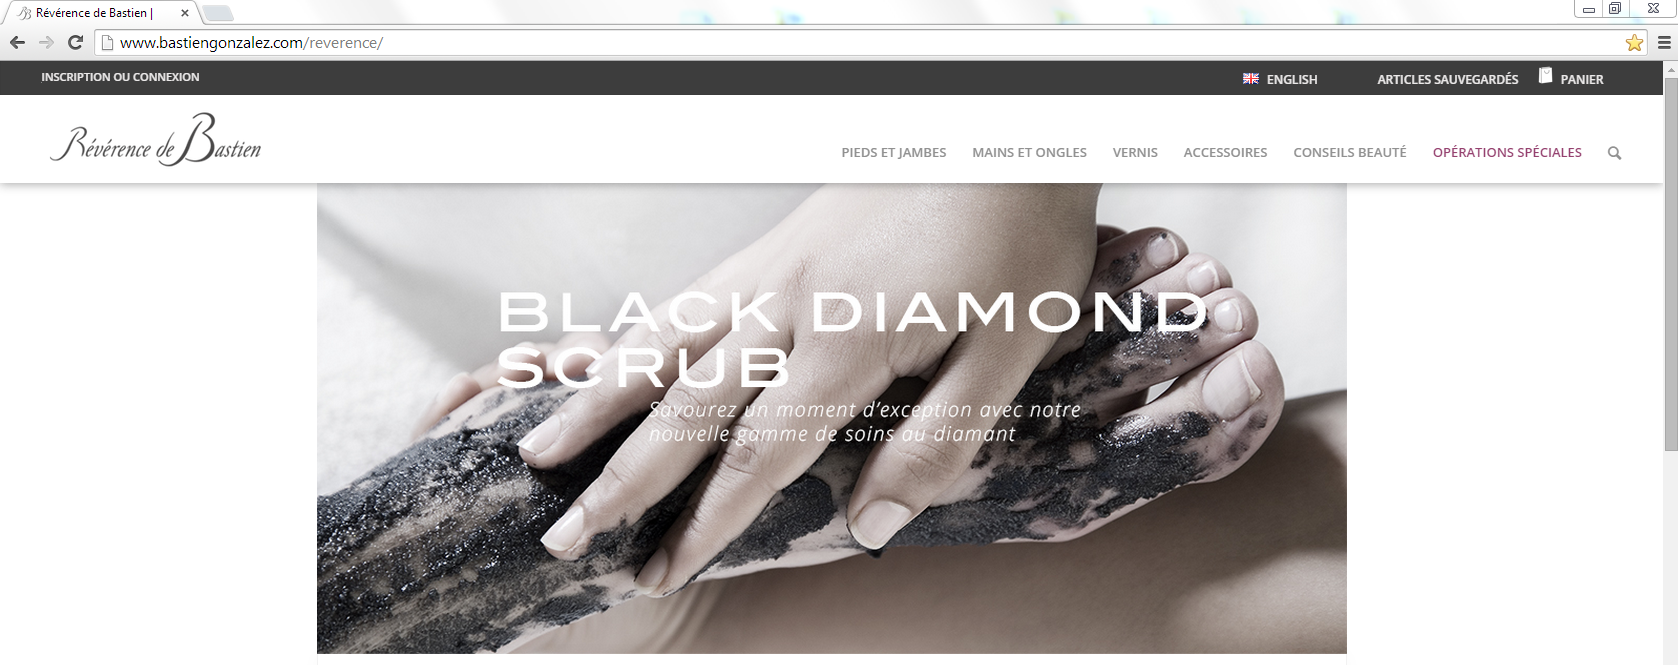 Révérence de Bastien |
www.bastiengonzalez.com/reverence/
INSCRIPTION OU CONNEXION
ENGLISH
ARTICLES SAUVEGARDÉS
PANIER
Révérence de Bastien
PIEDS ET JAMBES
MAINS ET ONGLES
VERNIS
ACCESSOIRES
CONSEILS BEAUTÉ
OPÉRATIONS SPÉCIALES
BLACK DIAMOND
SCRUB
Savourez un moment d'exception avec notre
nouvelle gamme de soins au diamant